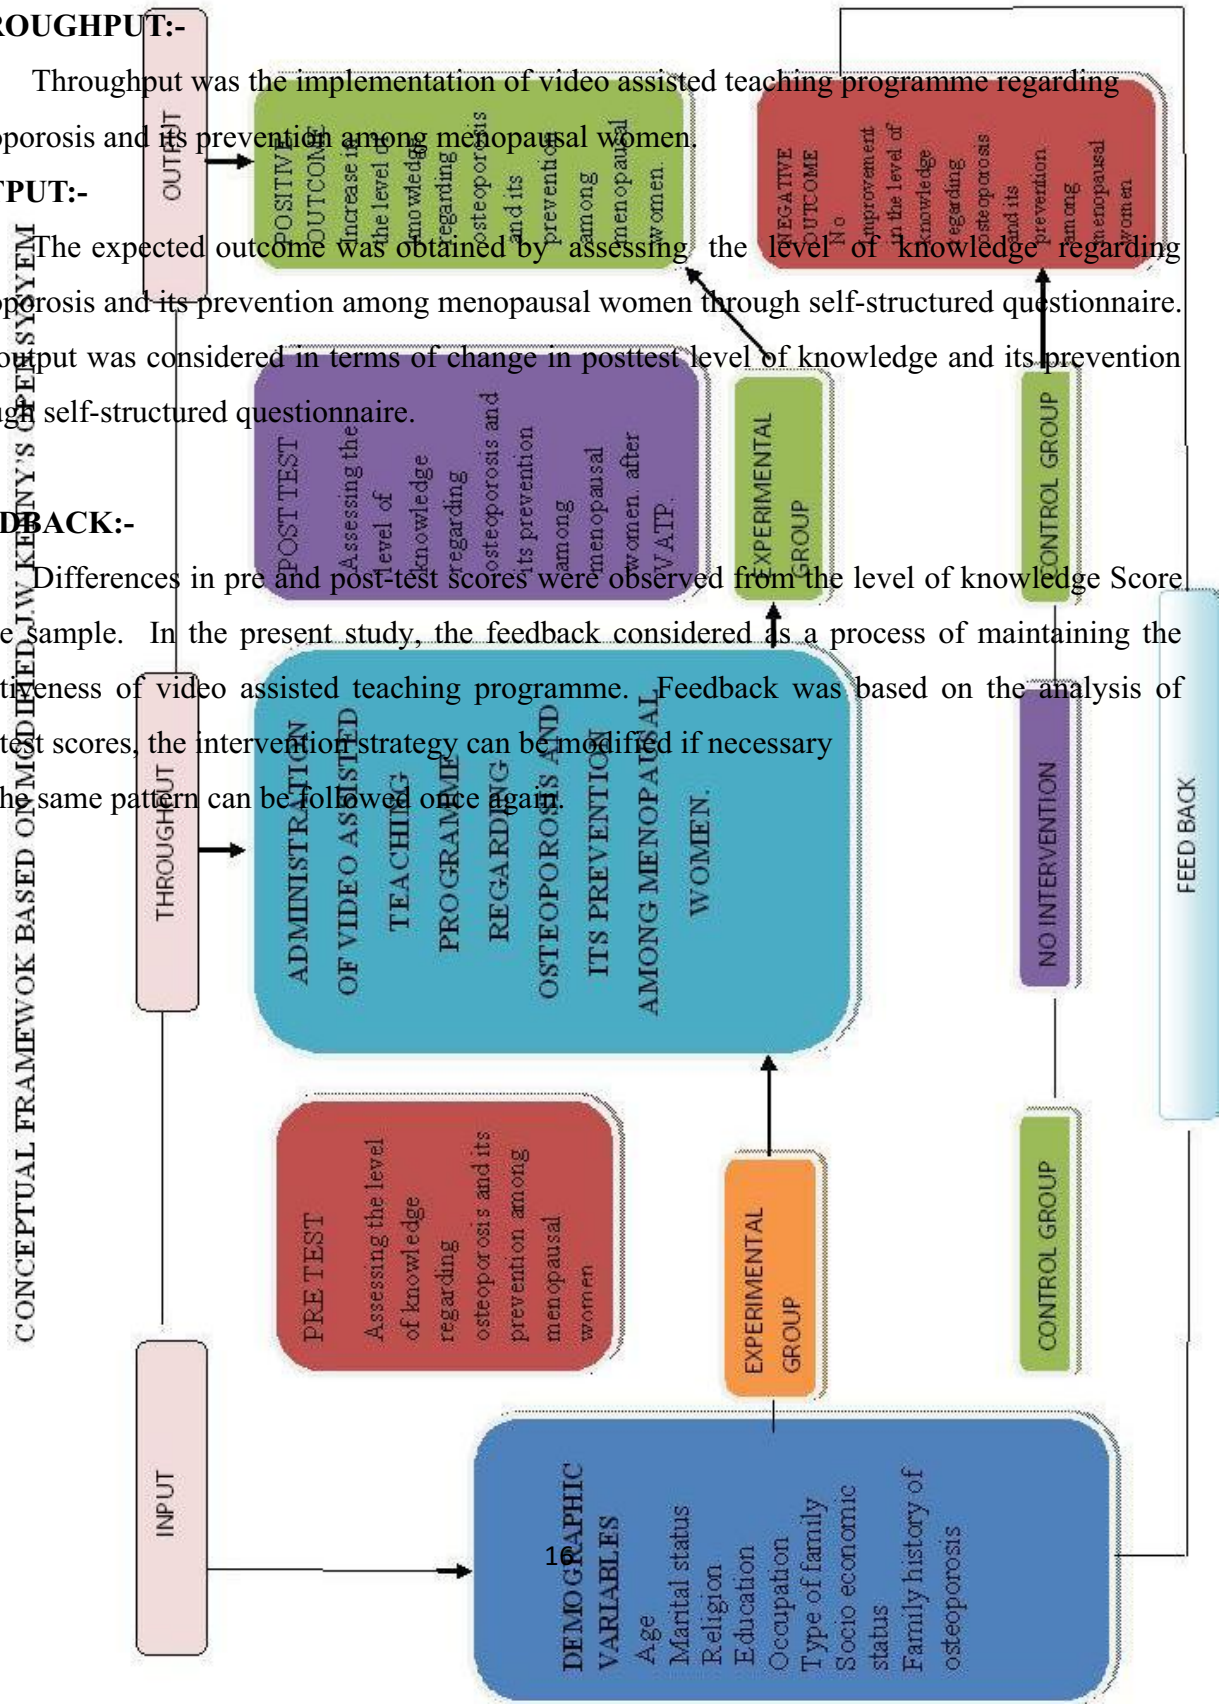 ROUGHPUT:-
Throughput was the implementation of video assisted teaching programme regarding
oporosis and its prevention among menopausal women.
TPUT:-
The expected outcome was obtained by assessing the level of knowledge regarding
oporosis and its prevention among menopausal women through self-structured questionnaire.
output was considered in terms of change in posttest level of knowledge and its prevention
ugh self-structured questionnaire.
DBACK:-
Differences in pre and post-test scores were observed from the level of knowledge Score
e sample. In the present study, the feedback considered as a process of maintaining the
tiveness of video assisted teaching programme. Feedback was based on the analysis of
test scores, the intervention strategy can be modified if necessary
he same pattern can be followed once again.
16
CONCEPTUAL FRAMEWOK BASED ON MODIFIED J.W KENNY'S OPEN SYSYEM
INPUT
THROUGHPUT
OUTPUT
DEMOGRAPHIC
VARIABLES
Age
Marital status
Religion
Education
Occupation
Type of family
Socio economic
status
Family history of
osteoporosis
PRE TEST
Assessing the level
of knowledge
regarding
osteoporosis and its
prevention among
menopausal
women
EXPERIMENTAL
GROUP
CONTROL GROUP
ADMINISTRATION
OF VIDEO ASSISTED
TEACHING
PROGRAMME
REGARDING
OSTEOPOROSIS AND
ITS PREVENTION
AMONG MENOPAUSAL
WOMEN.
NO INTERVENTION
POST TEST
Assessing the
level of
knowledge
regarding
osteoporosis and
its prevention
among
menopausal
women. after
VATP.
EXPERIMENTAL
GROUP
CONTROL GROUP
POSITIVE
OUTCOME
Increase in
the level of
knowledge
regarding
osteoporosis
and its
prevention
among
menopausal
women.
NEGATIVE
OUTCOME
No
improvement
in the level of
knowledge
regarding
osteoporosis
and its
prevention
among
menopausal
women
FEED BACK